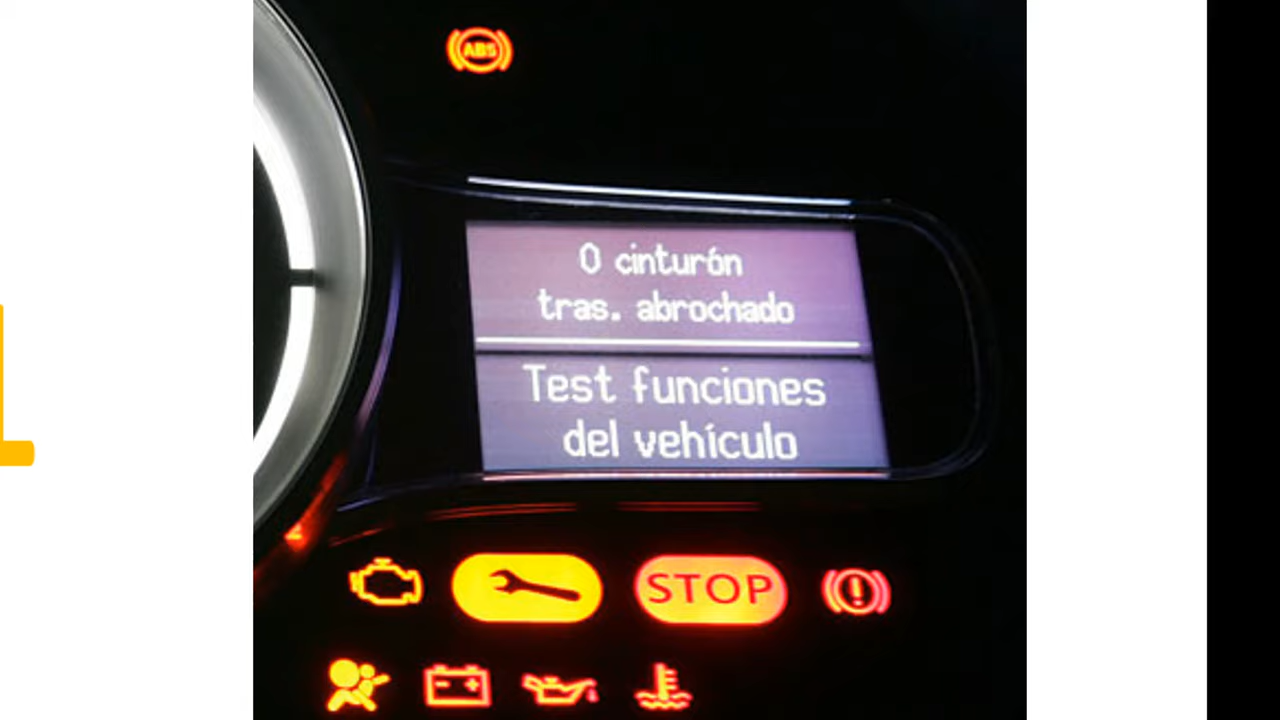 ABS
0 cinturón
tras. abrochado
Test funciones
del vehículo
STOP